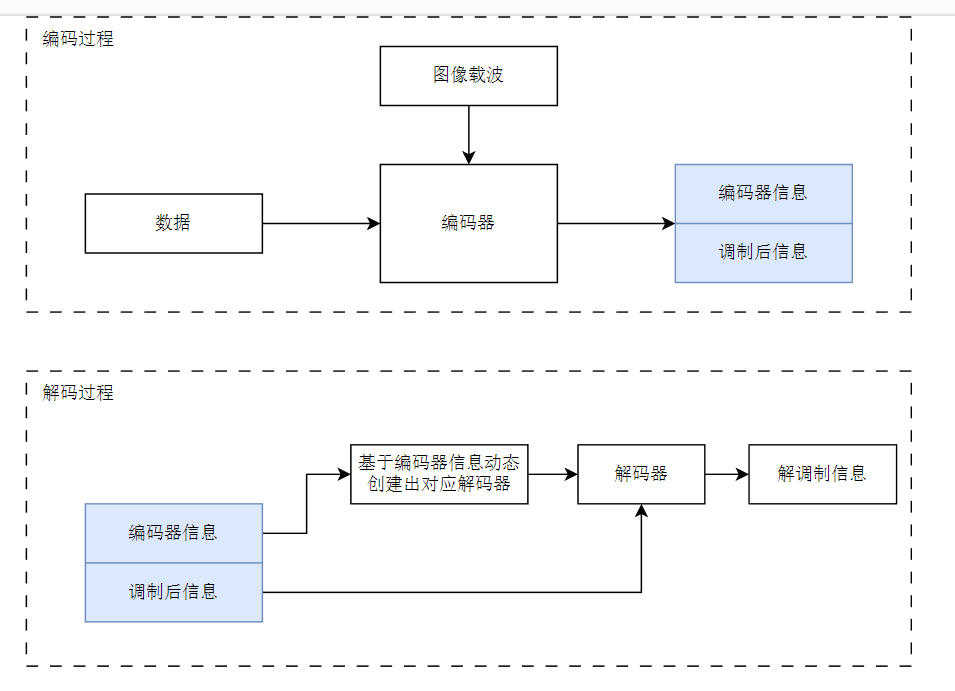 编码过程
图像载波
数据
编码器
编码器信息
调制后信息
解码过程
基于编码器信息动态
创建出对应解码器
解码器
解调制信息
编码器信息
调制后信息